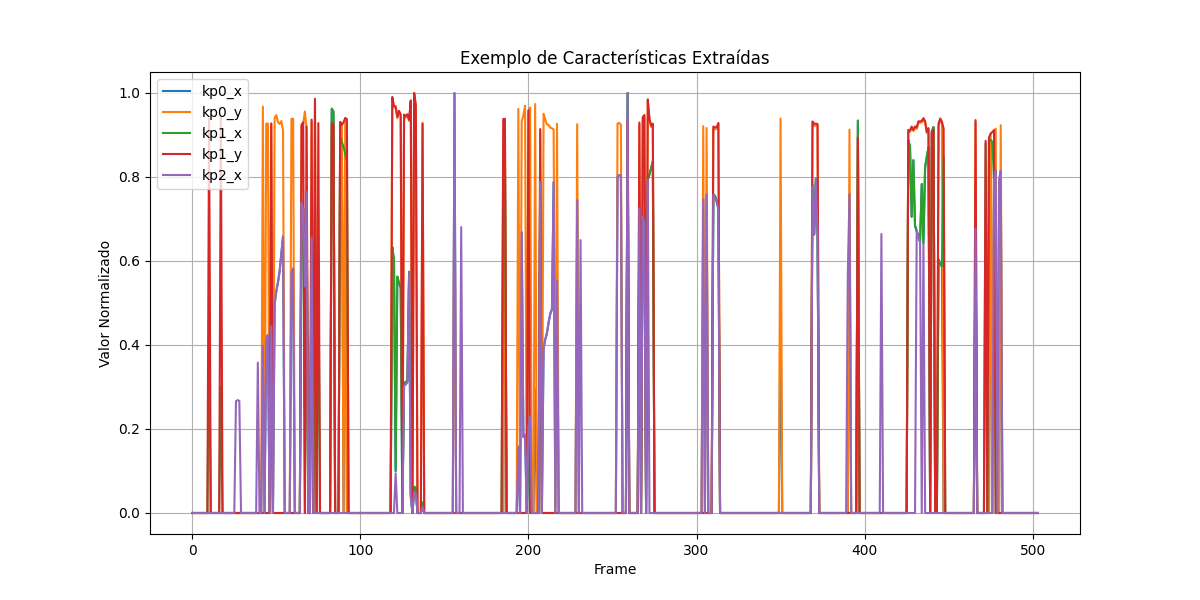 Exemplo de Características Extraídas
1.0
0.8
0.6
0.4
0.2
0.0
Valor Normalizado
kp0_x
kp0_y
kp1_x
kp1_y
kp2_x
0 100 200 300 400 500
Frame